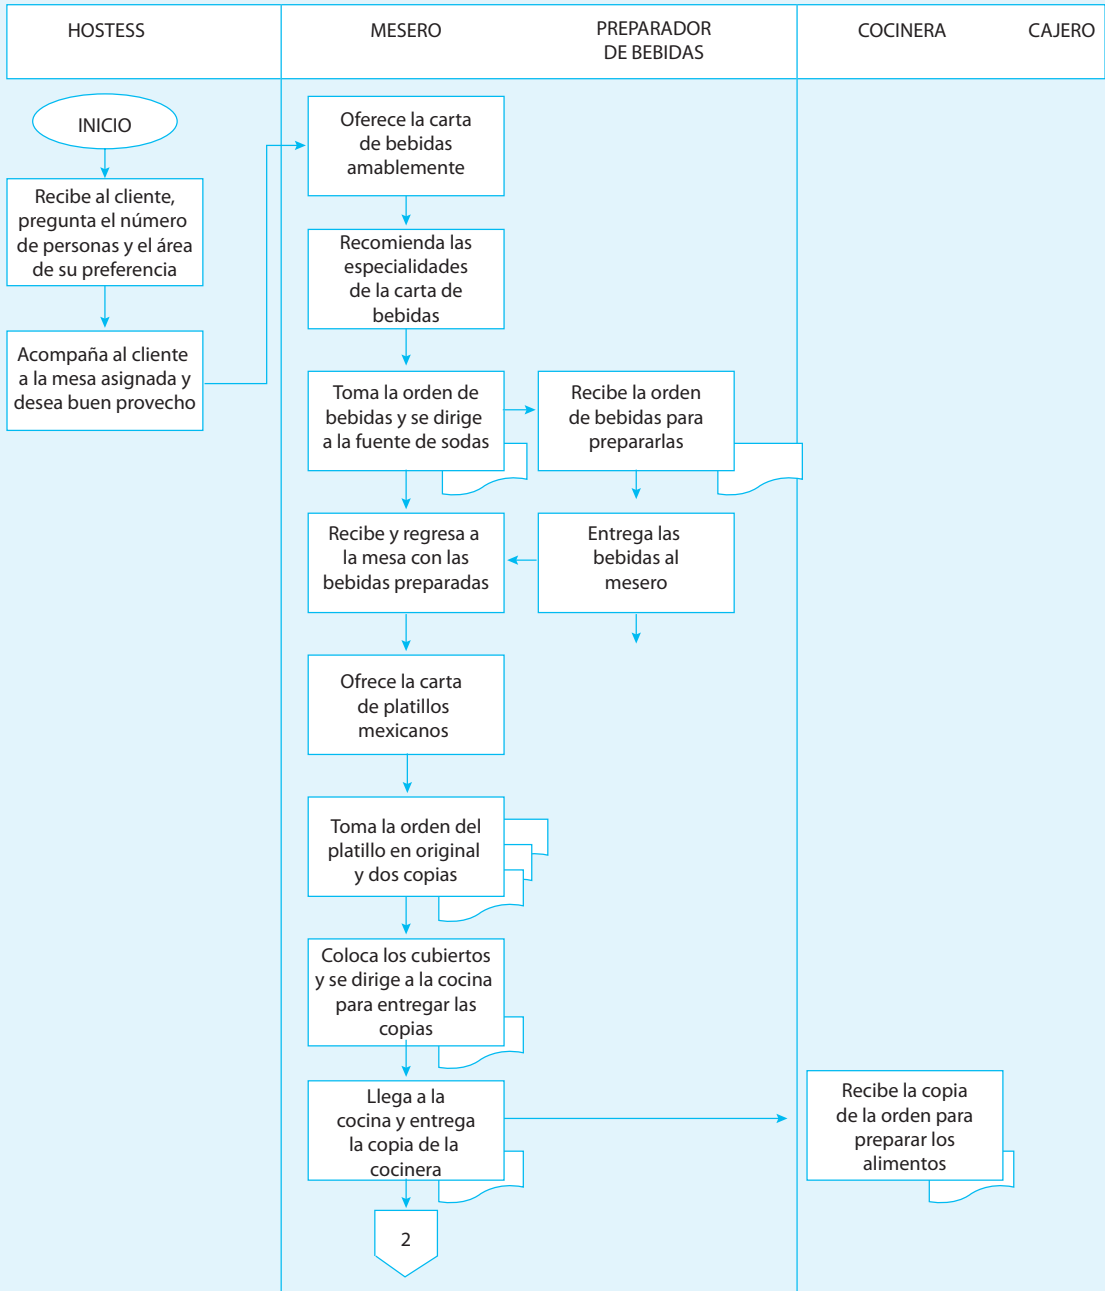 HOSTESS
MESERO
PREPARADOR
DE BEBIDAS
COCINERA
CAJERO
INICIO
Recibe al cliente,
pregunta el número
de personas y el área
de su preferencia
Acompaña al cliente
a la mesa asignada y
desea buen provecho
Ofrece la carta
de bebidas
amablemente
Recomienda las
especialidades
de la carta de
bebidas
Toma la orden de
bebidas y se dirige
a la fuente de sodas
Recibe la orden
de bebidas para
prepararlas
Entrega las
bebidas al
mesero
Recibe y regresa a
la mesa con las
bebidas preparadas
Ofrece la carta
de platillos
mexicanos
Toma la orden del
platillo en original
y dos copias
Coloca los cubiertos
y se dirige a la cocina
para entregar las
copias
Llega a la
cocina y entrega
la copia de la
cocinera
Recibe la copia
de la orden para
preparar los
alimentos
2